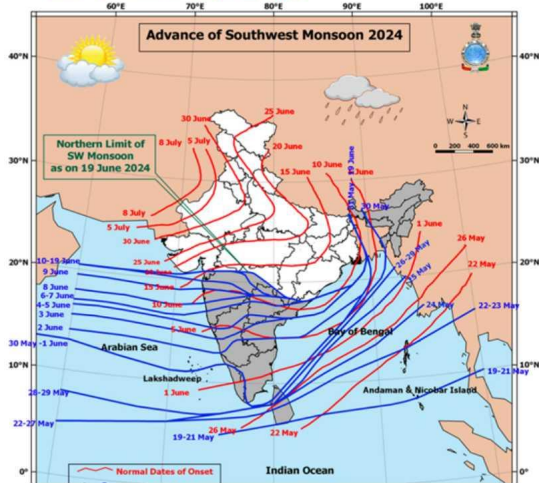 Advance of Southwest Monsoon 2024
60°E
70°E
80°E
90°E
100°E
40°N
40°N
30°N
30°N
20°N
20°N
10°N
10°N
0°
0°
N
W
E
S
0
200
400
600 km
Northern Limit of
SW Monsoon
as on 19 June 2024
30 June
25 June
8 July
5 July
20 June
15 June
10 June
30 May
1 June
26 May
22 May
8 July
5 July
30 June
25 June
15 June
10 June
5 June
1 June
10-19 June
9 June
8 June
6-7 June
4-5 June
3 June
2 June
30 May -1 June
28-29 May
22-27 May
26-29 May
24 May
22-23 May
19-21 May
Arabian Sea
Bay of Bengal
Lakshadweep
Andaman & Nicobar Island
26 May
19-21 May
22 May
Indian Ocean
Normal Dates of Onset